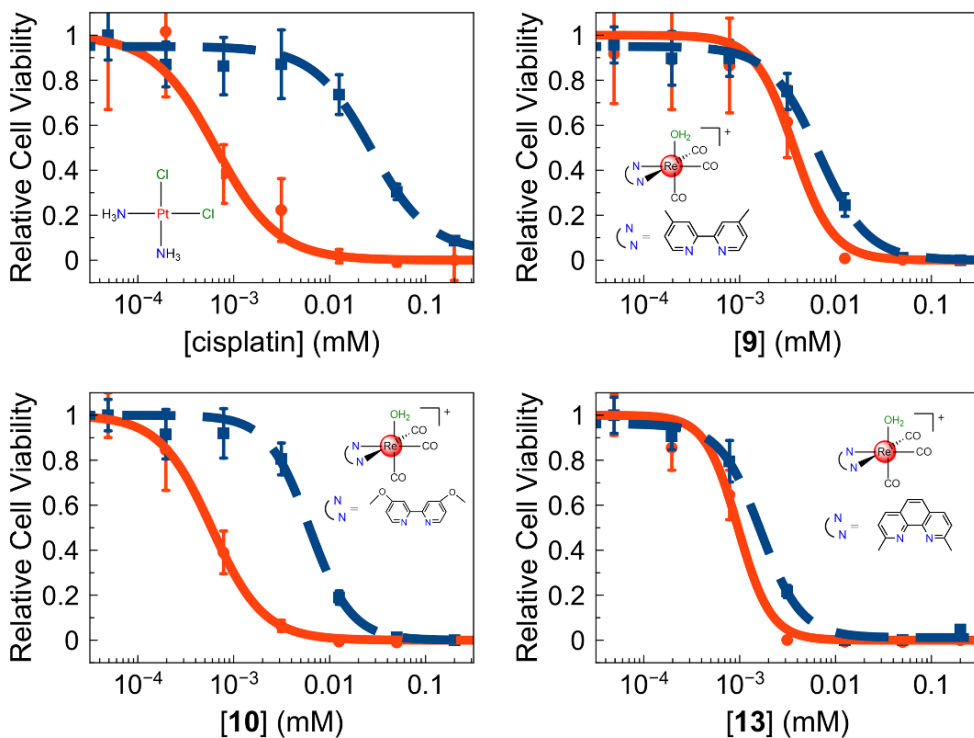 Relative Cell Viability
1
0.8
0.6
0.4
0.2
0
Cl
H₃N
Pt
Cl
NH₃
10⁻⁴
10⁻³
0.01
0.1
[cisplatin] (mM)
Relative Cell Viability
1
0.8
0.6
0.4
0.2
0
OH₂
+
CO
N
N
Re
CO
CO
N
N
=
N
N
10⁻⁴
10⁻³
0.01
0.1
[9] (mM)
Relative Cell Viability
1
0.8
0.6
0.4
0.2
0
OH₂
+
CO
N
N
Re
CO
CO
N
N
=
O
O
N
N
10⁻⁴
10⁻³
0.01
0.1
[10] (mM)
Relative Cell Viability
1
0.8
0.6
0.4
0.2
0
OH₂
+
CO
N
N
Re
CO
CO
N
N
=
N
N
10⁻⁴
10⁻³
0.01
0.1
[13] (mM)